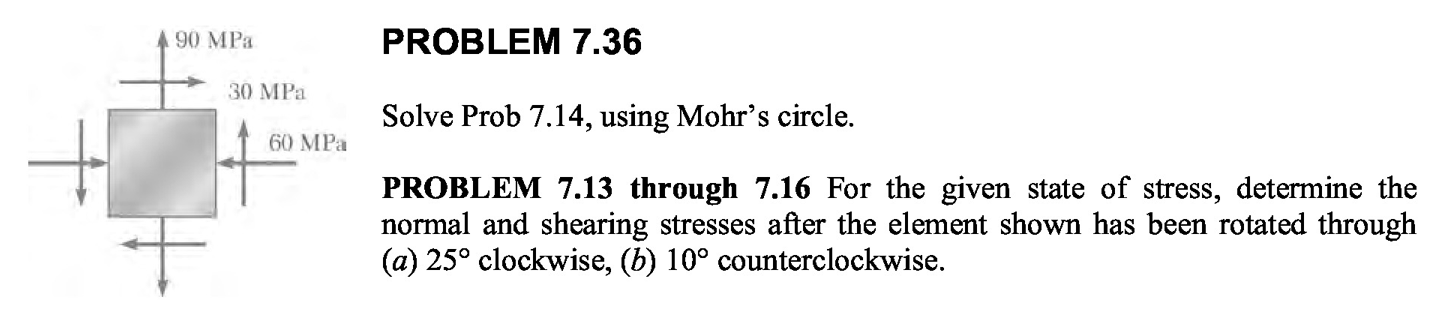 90 MPa
30 MPa
60 MPa
PROBLEM 7.36
Solve Prob 7.14, using Mohr’s circle.
PROBLEM 7.13 through 7.16 For the given state of stress, determine the
normal and shearing stresses after the element shown has been rotated through
(a) 25° clockwise, (b) 10° counterclockwise.